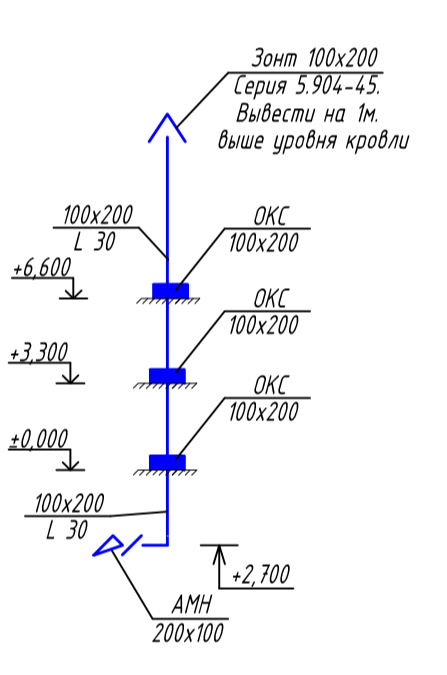 Зонт 100х200
Серия 5.904-45.
Вывести на 1м.
выше уровня кровли
100х200
L 30
ОКС
100х200
+6,600
ОКС
100х200
+3,300
ОКС
100х200
±0,000
100х200
L 30
+2,700
АМН
200х100